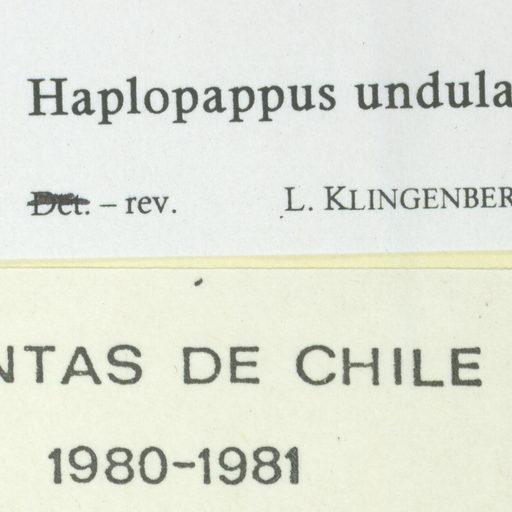 Haplopappus undula
Det. – rev. L. KLINGENBER
NTAS DE CHILE
1980-1981